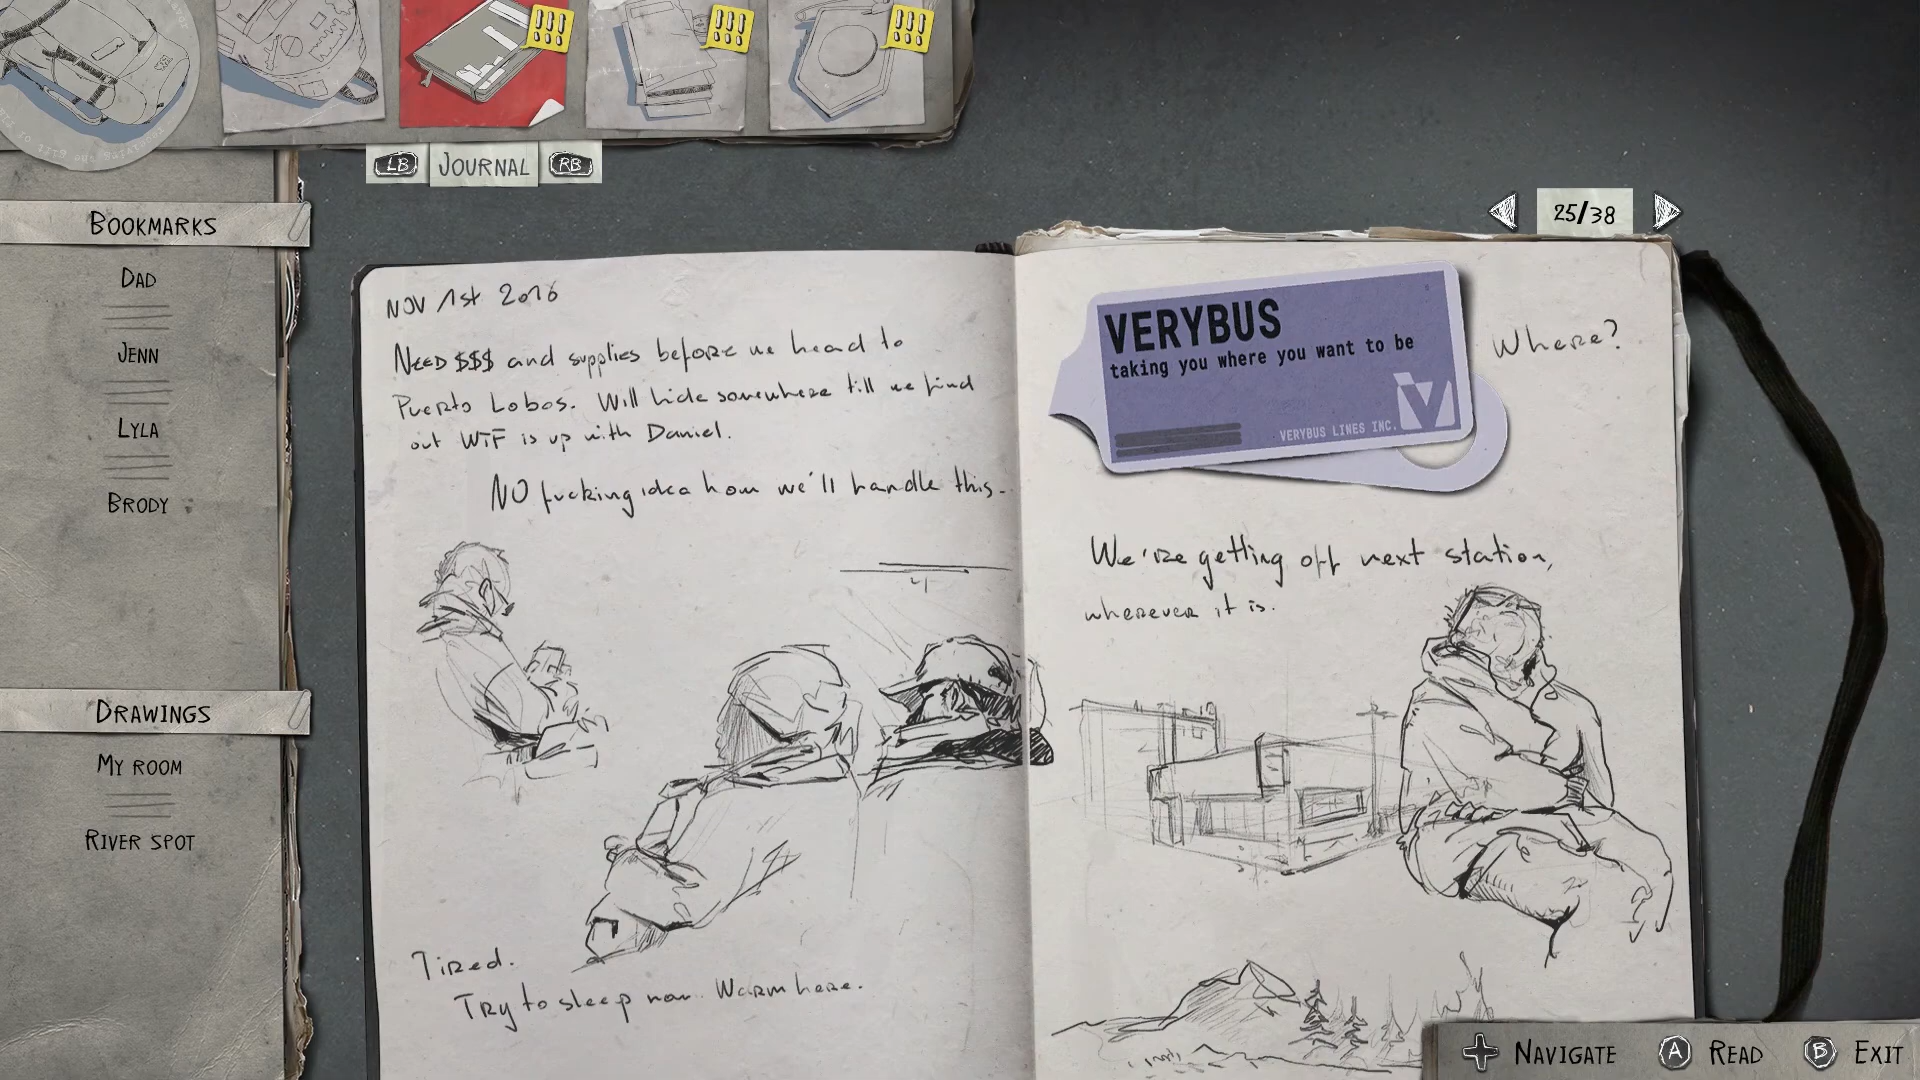 LB JOURNAL RB
25/38
BOOKMARKS
DAD
JENN
LYLA
BRODY
DRAWINGS
MY ROOM
RIVER SPOT
NOV 1st 2016
NEED $$$ and supplies before we head to
Puerto Lobos. Will hide somewhere till we find
out WTF is up with Daniel.
NO fucking idea how we'll handle this.
Tired.
Try to sleep now. Warm here.
VERYBUS
taking you where you want to be
VERYBUS LINES INC.
Where?
We're getting off next station,
wherever it is.
NAVIGATE A READ B EXIT